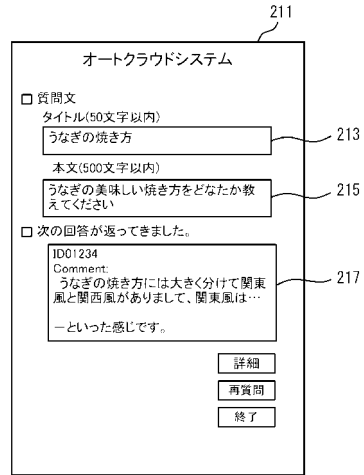 211
オートクラウドシステム
質問文
タイトル(50文字以内)
うなぎの焼き方
213
本文(500文字以内)
うなぎの美味しい焼き方をどなたか教
えてください
215
次の回答が返ってきました。
ID01234
Comment:
うなぎの焼き方には大きく分けて関東
風と関西風がありまして、関東風は…
217
ーといった感じです。
詳細
再質問
終了